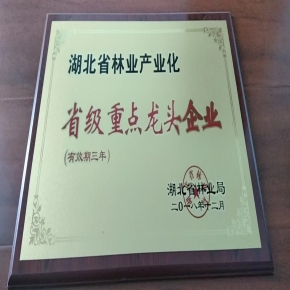 湖北省林业产业化
省级重点龙头企业
(有效期三年)
湖北省林业局
二0一八年十二月